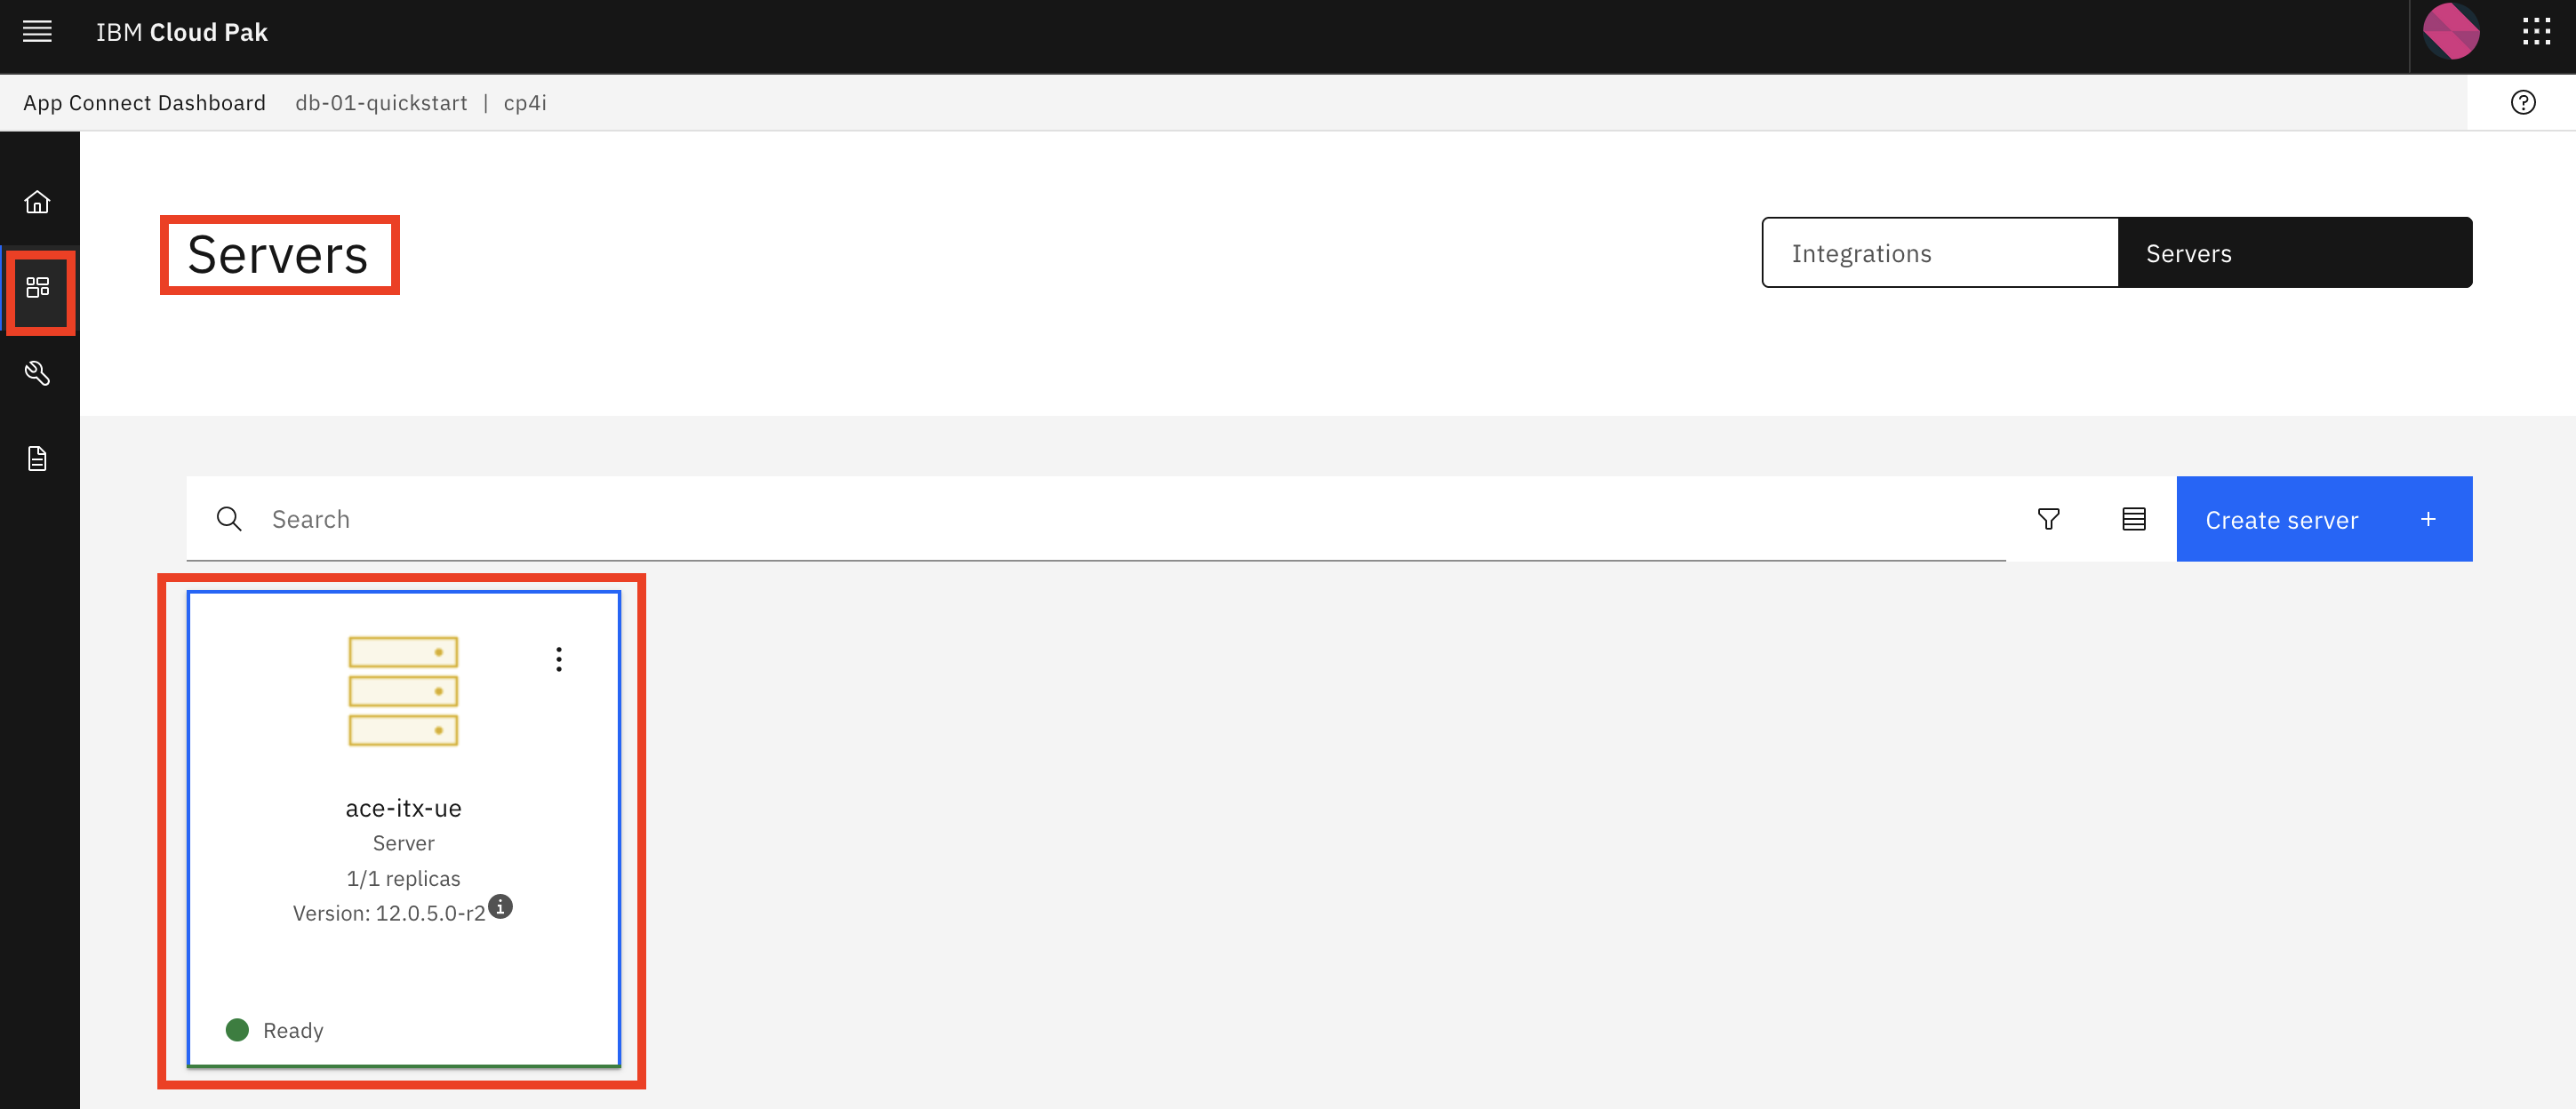 IBM Cloud Pak
App Connect Dashboard db-01-quickstart | cp4i
Servers
Integrations
Servers
Search
Create server +
ace-itx-ue
Server
1/1 replicas
Version: 12.0.5.0-r2
Ready